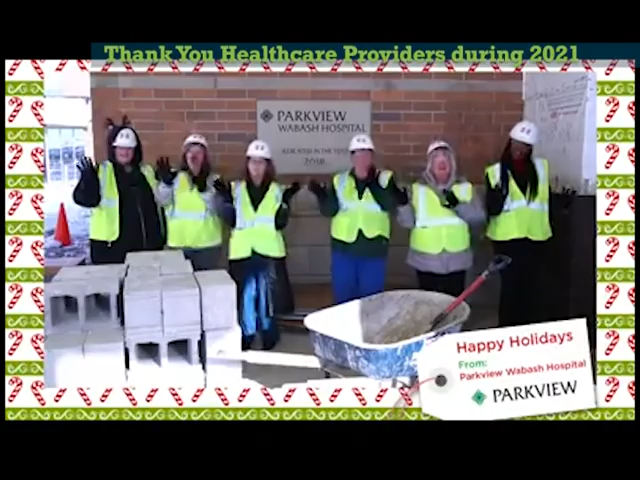 Thank You Healthcare Providers during 2021
PARKVIEW
WABASH HOSPITAL
2018
Happy Holidays
From:
Parkview Wabash Hospital
PARKVIEW